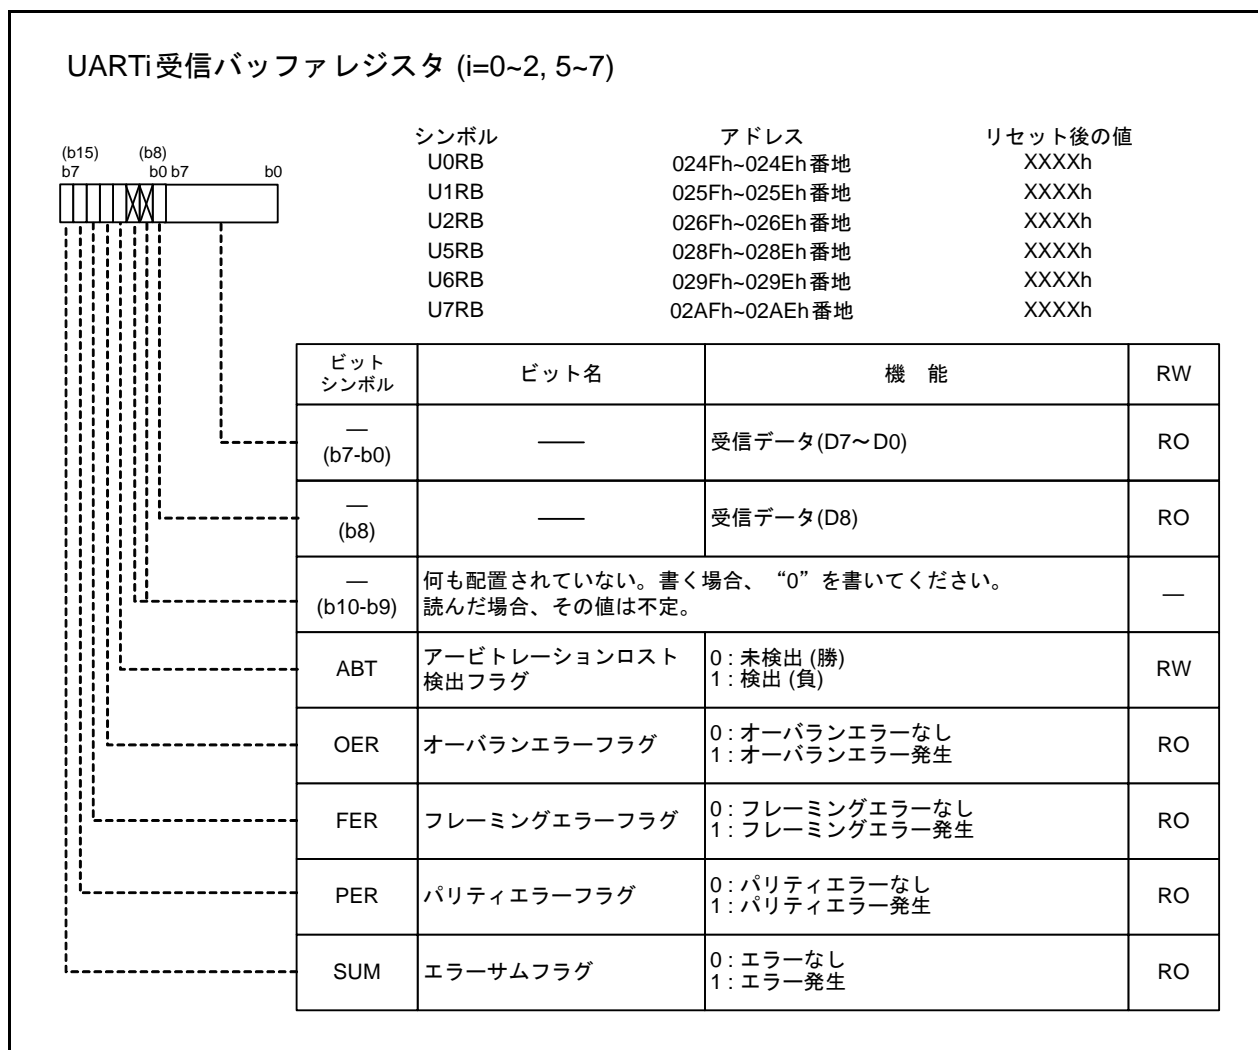 UARTi受信バッファレジスタ (i=0~2, 5~7)
シンボル アドレス リセット後の値
U0RB 024Fh~024Eh番地 XXXXh
U1RB 025Fh~025Eh番地 XXXXh
U2RB 026Fh~026Eh番地 XXXXh
U5RB 028Fh~028Eh番地 XXXXh
U6RB 029Fh~029Eh番地 XXXXh
U7RB 02AFh~02AEh番地 XXXXh
(b15) (b8)
b7 b0 b7 b0
ビット
シンボル ビット名 機 能 RW
—
(b7-b0) —— 受信データ(D7～D0) RO
—
(b8) —— 受信データ(D8) RO
— 何も配置されていない。書く場合、“0”を書いてください。
(b10-b9) 読んだ場合、その値は不定。 —
ABT アービトレーションロスト 0 : 未検出 (勝) RW
検出フラグ 1 : 検出 (負)
OER オーバランエラーフラグ 0 : オーバランエラーなし RO
1 : オーバランエラー発生
FER フレーミングエラーフラグ 0 : フレーミングエラーなし RO
1 : フレーミングエラー発生
PER パリティエラーフラグ 0 : パリティエラーなし RO
1 : パリティエラー発生
SUM エラーサムフラグ 0 : エラーなし RO
1 : エラー発生